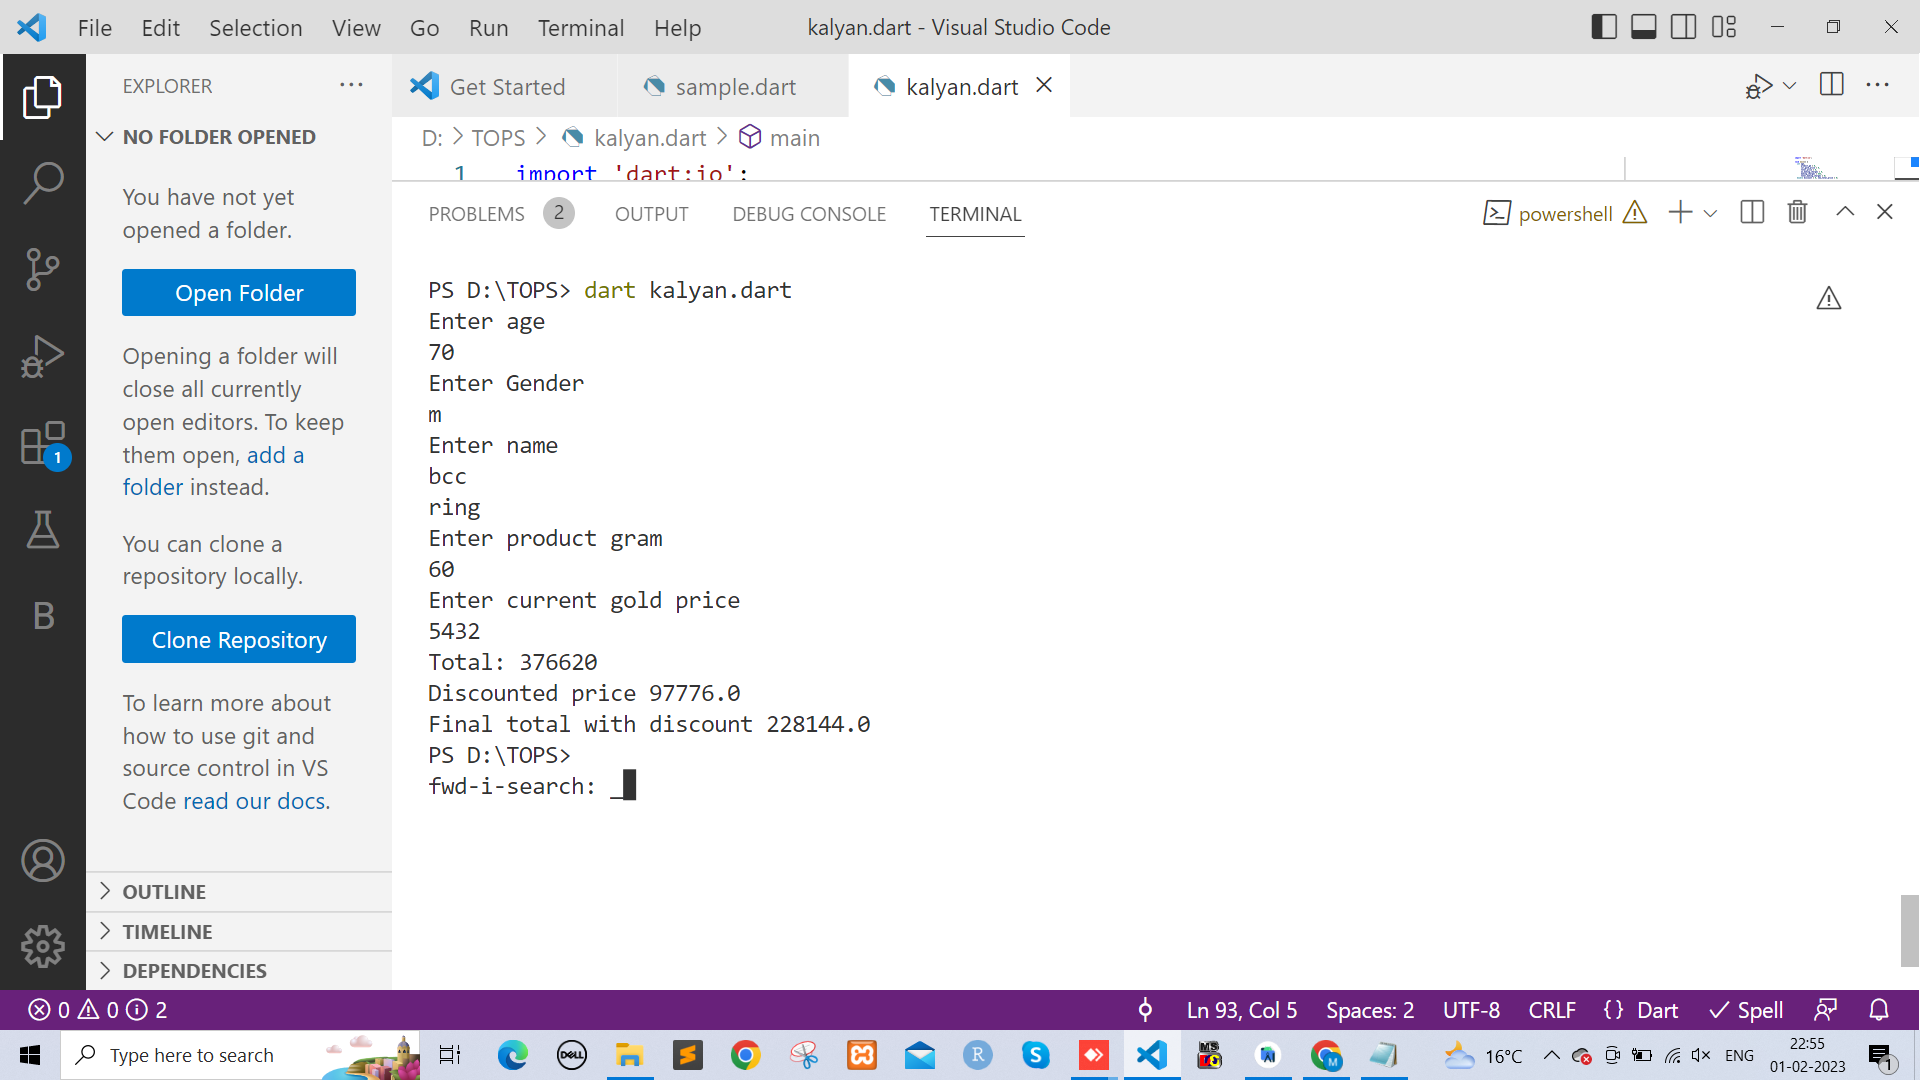 File Edit Selection View Go Run Terminal Help
kalyan.dart - Visual Studio Code
EXPLORER
NO FOLDER OPENED
You have not yet
opened a folder.
Open Folder
Opening a folder will
close all currently
open editors. To keep
them open, add a
folder instead.
You can clone a
repository locally.
Clone Repository
To learn more about
how to use git and
source control in VS
Code read our docs.
OUTLINE
TIMELINE
DEPENDENCIES
1
B
Get Started
sample.dart
kalyan.dart
D: > TOPS > kalyan.dart > main
1 import 'dart:io';
PROBLEMS 2 OUTPUT DEBUG CONSOLE TERMINAL
powershell
PS D:\TOPS> dart kalyan.dart
Enter age
70
Enter Gender
m
Enter name
bcc
ring
Enter product gram
60
Enter current gold price
5432
Total: 376620
Discounted price 97776.0
Final total with discount 228144.0
PS D:\TOPS>
fwd-i-search: _
0 0 2
Ln 93, Col 5 Spaces: 2 UTF-8 CRLF {} Dart Spell
Type here to search
DELL
R
S
MS
M
16°C
ENG
22:55
01-02-2023
1